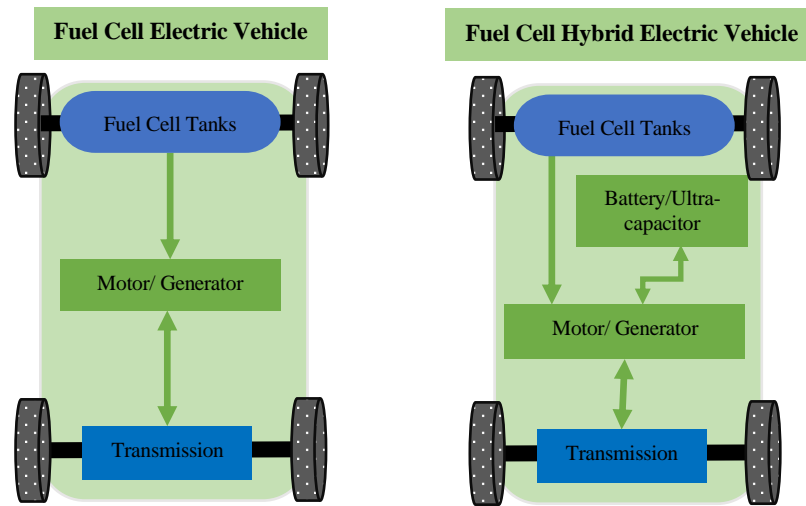 Fuel Cell Electric Vehicle
Fuel Cell Tanks
Motor/ Generator
Transmission
Fuel Cell Hybrid Electric Vehicle
Fuel Cell Tanks
Battery/Ultra-
capacitor
Motor/ Generator
Transmission